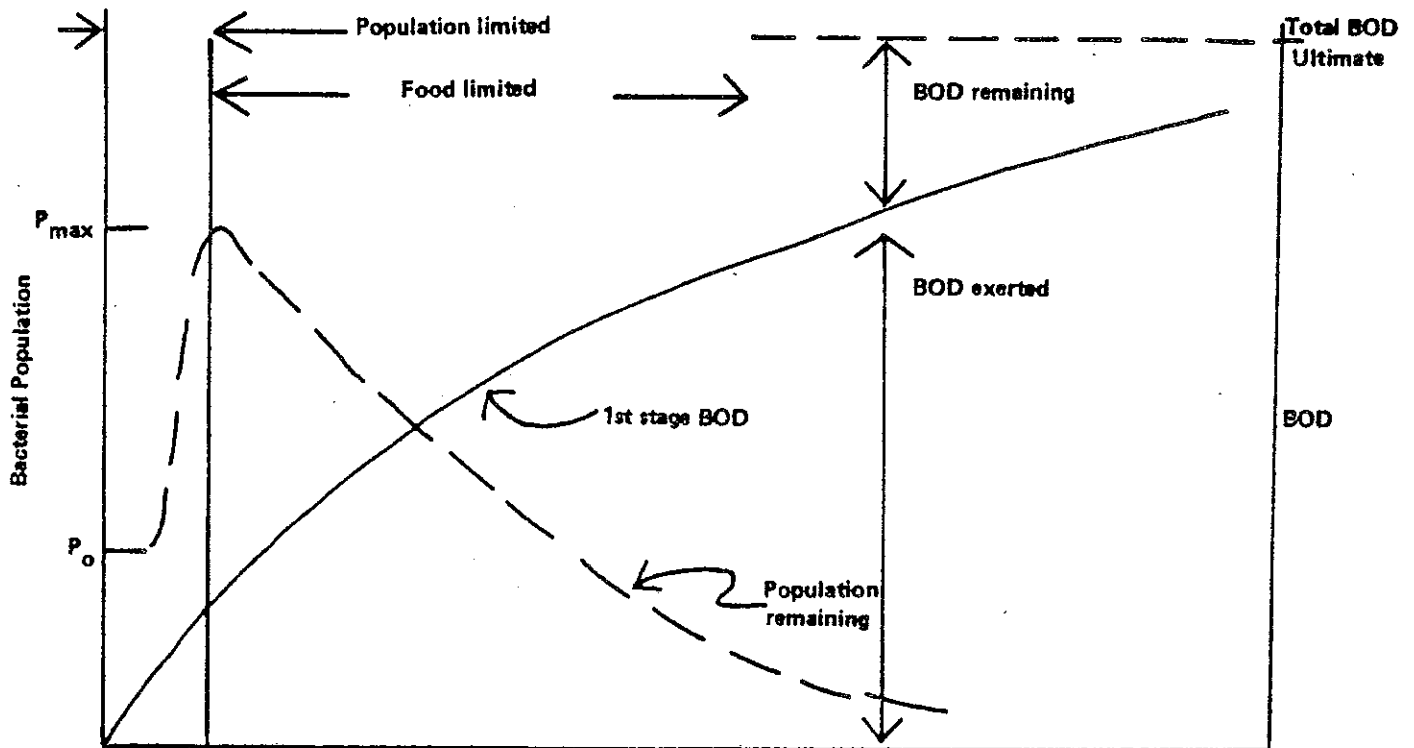 Population limited
Total BOD
Ultimate
Food limited
BOD remaining
Pmax
BOD exerted
Bacterial Population
1st stage BOD
BOD
Po
Population
remaining